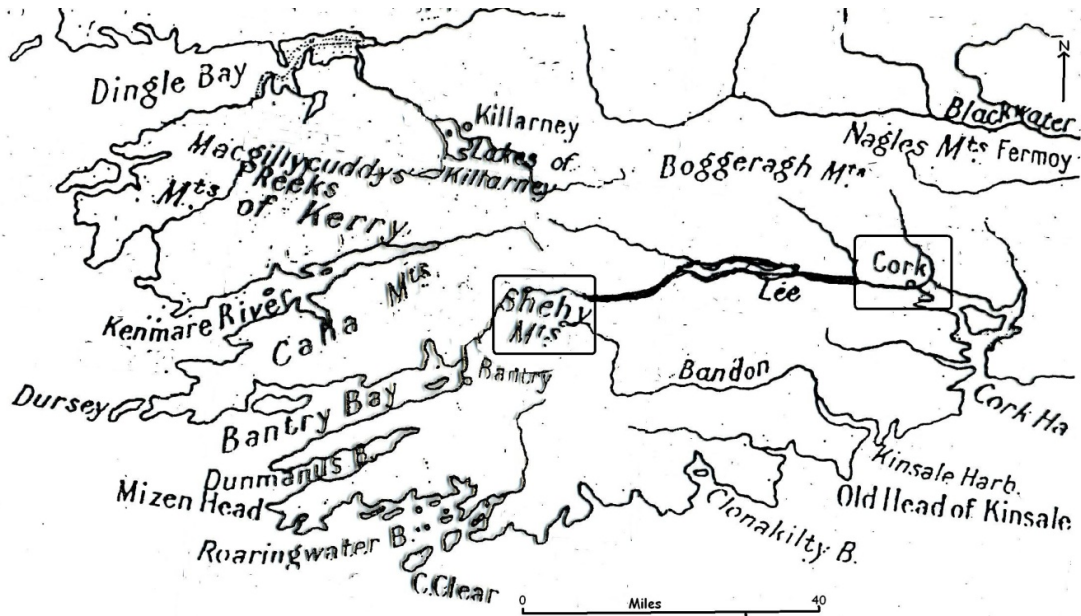 N
Dingle Bay
Killarney
Lakes of
Killarney
Macgillycuddys
Reeks
Mts
of Kerry
Boggeragh Mts
Nagles Mts
Blackwater
Fermoy
Cork
Lee
Shehy
Mts
Kenmare River
Caha Mts
Bantry
Bandon
Dursey
Bantry Bay
Dunmanus B.
Mizen Head
Roaringwater B.
C.Clear
Clonakilty B.
Cork Ha
Kinsale Harb.
Old Head of Kinsale
0 Miles 40